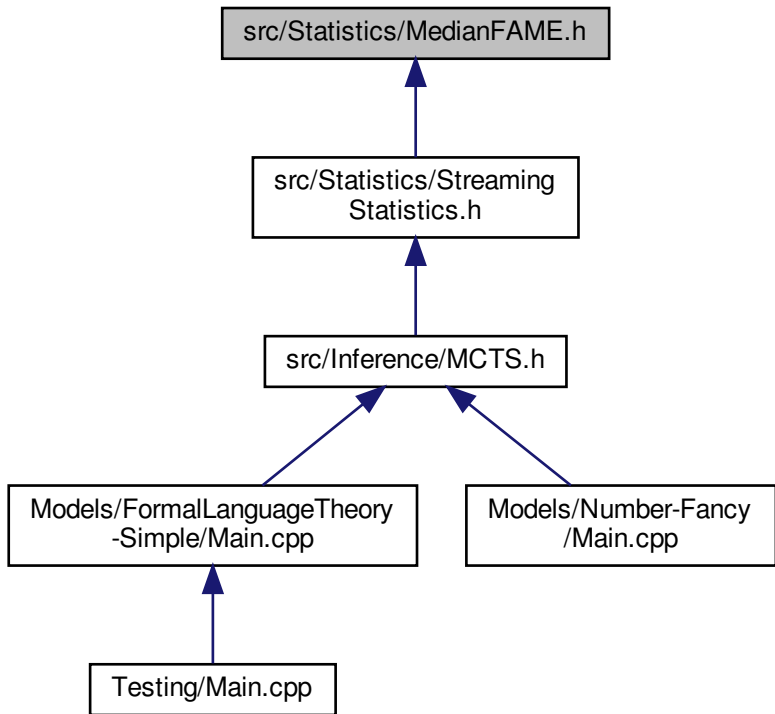 src/Statistics/MedianFAME.h
src/Statistics/Streaming
Statistics.h
src/Inference/MCTS.h
Models/FormalLanguageTheory
-Simple/Main.cpp
Models/Number-Fancy
/Main.cpp
Testing/Main.cpp